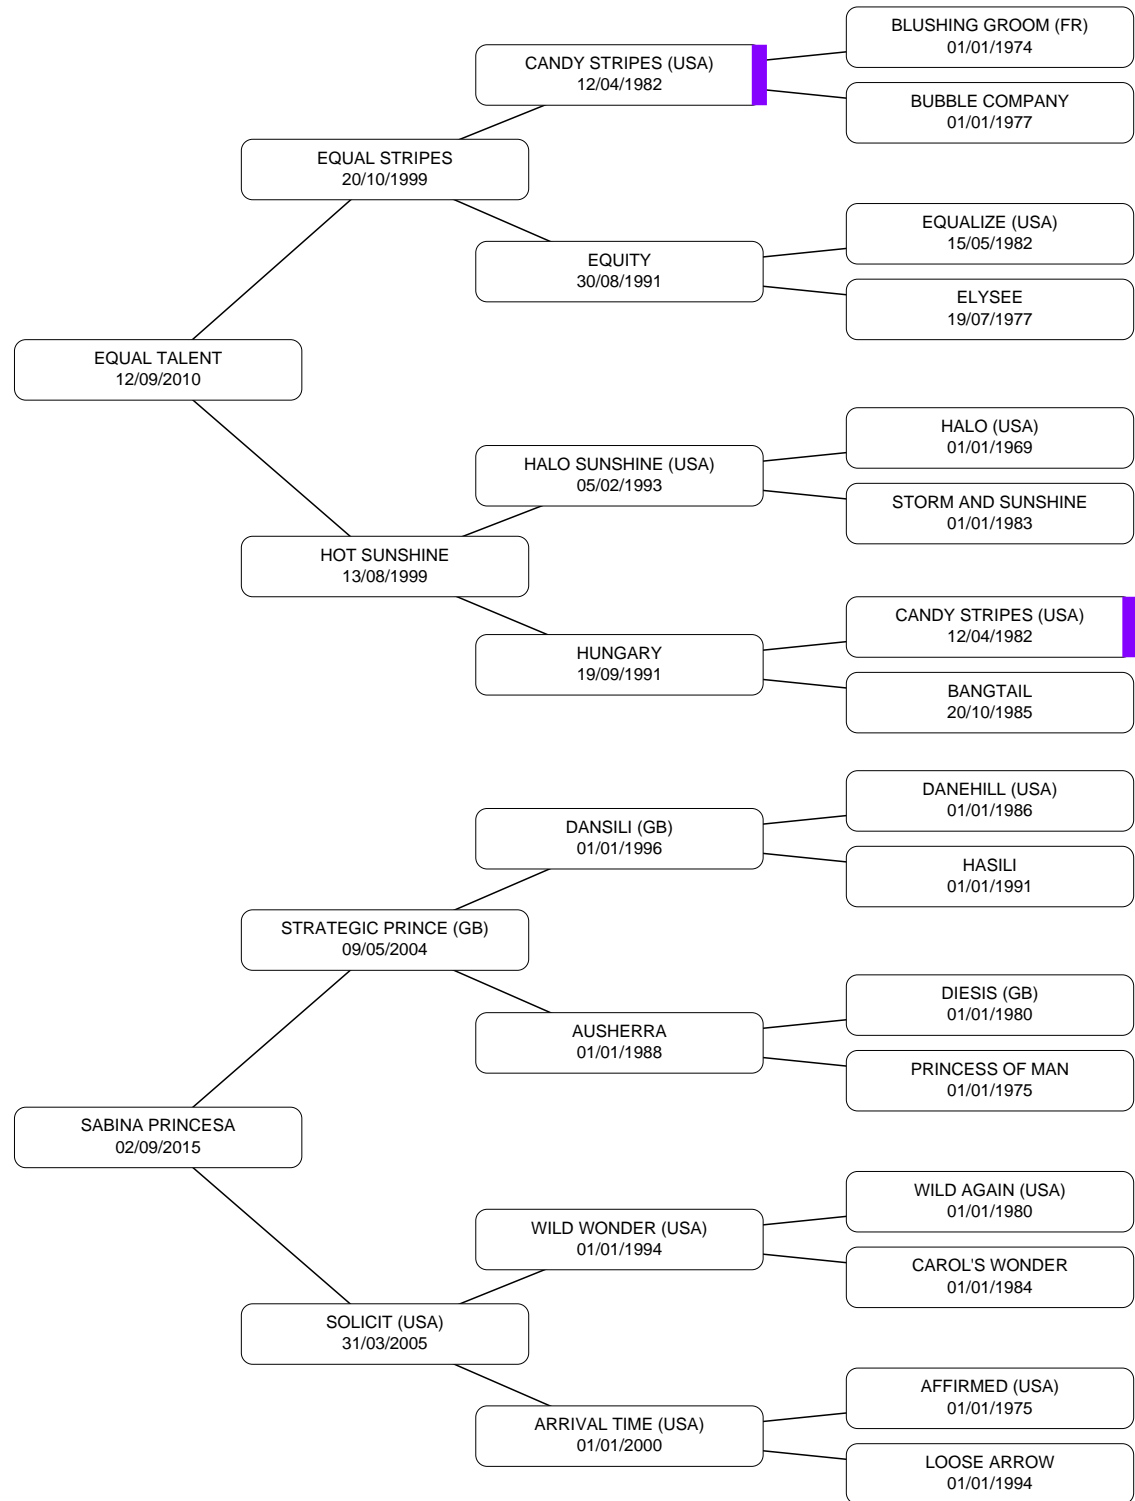 BLUSHING GROOM (FR)
01/01/1974
CANDY STRIPES (USA)
12/04/1982
BUBBLE COMPANY
01/01/1977
EQUAL STRIPES
20/10/1999
EQUALIZE (USA)
15/05/1982
EQUITY
30/08/1991
ELYSEE
19/07/1977
EQUAL TALENT
12/09/2010
HALO (USA)
01/01/1969
HALO SUNSHINE (USA)
05/02/1993
STORM AND SUNSHINE
01/01/1983
HOT SUNSHINE
13/08/1999
CANDY STRIPES (USA)
12/04/1982
HUNGARY
19/09/1991
BANGTAIL
20/10/1985
DANEHILL (USA)
01/01/1986
DANSILI (GB)
01/01/1996
HASILI
01/01/1991
STRATEGIC PRINCE (GB)
09/05/2004
DIESIS (GB)
01/01/1980
AUSHERRA
01/01/1988
PRINCESS OF MAN
01/01/1975
SABINA PRINCESA
02/09/2015
WILD AGAIN (USA)
01/01/1980
WILD WONDER (USA)
01/01/1994
CAROL'S WONDER
01/01/1984
SOLICIT (USA)
31/03/2005
AFFIRMED (USA)
01/01/1975
ARRIVAL TIME (USA)
01/01/2000
LOOSE ARROW
01/01/1994